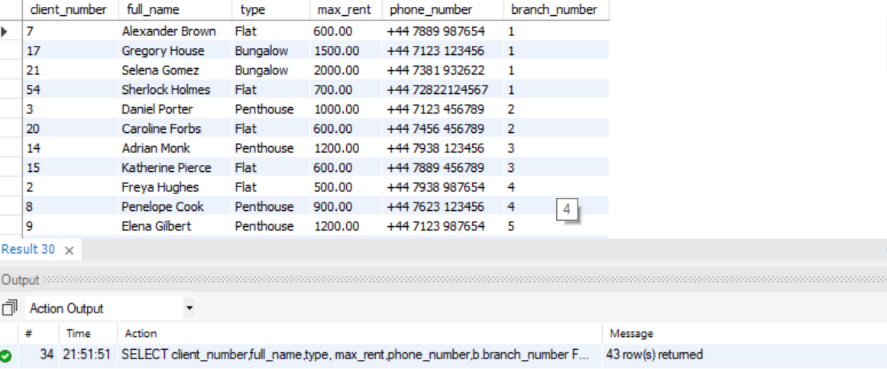 client_number full_name type max_rent phone_number branch_number
7 Alexander Brown Flat 600.00 +44 7889 987654 1
17 Gregory House Bungalow 1500.00 +44 7123 123456 1
21 Selena Gomez Bungalow 2000.00 +44 7381 932622 1
54 Sherlock Holmes Flat 700.00 +44 72822124567 1
3 Daniel Porter Penthouse 1000.00 +44 7123 456789 2
20 Caroline Forbs Flat 600.00 +44 7456 456789 2
14 Adrian Monk Penthouse 1200.00 +44 7938 123456 3
15 Katherine Pierce Flat 600.00 +44 7889 456789 3
2 Freya Hughes Flat 500.00 +44 7938 987654 4
8 Penelope Cook Penthouse 900.00 +44 7623 123456 4 4
9 Elena Gilbert Penthouse 1200.00 +44 7123 987654 5
Result 30
Output
Action Output
# Time Action Message
34 21:51:51 SELECT client_number,full_name,type, max_rent,phone_number,b.branch_number F... 43 row(s) returned